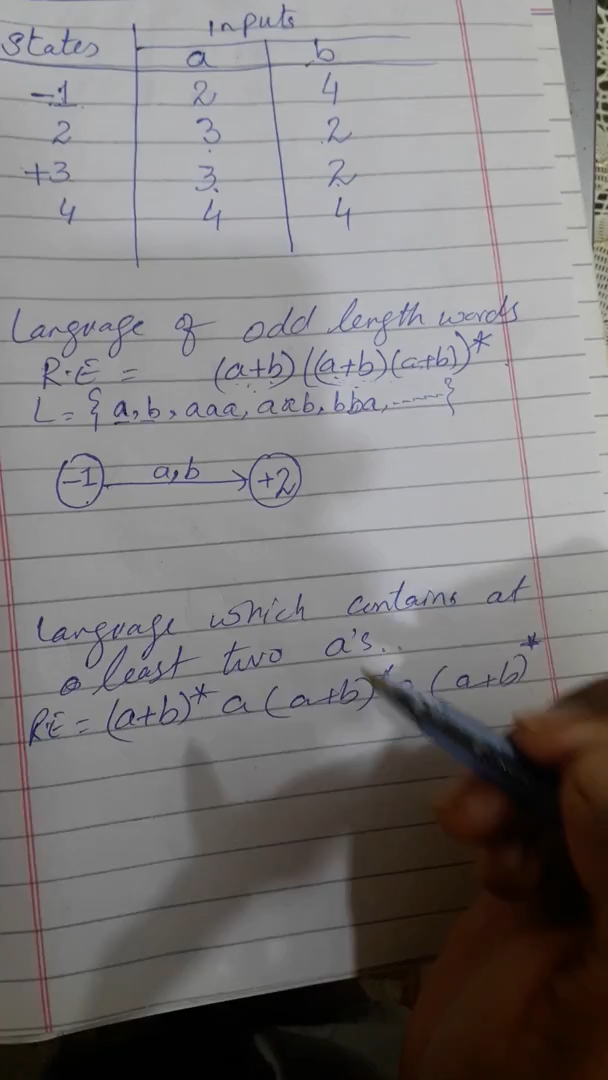 Inputs
States a b
-1 2 4
2 3 2
+3 3 2
4 4 4
Language of odd length words
R.E = (a+b)((a+b)(a+b))*
L = { a, b, aaa, aab, bba, ------}
-1 a,b +2
Language which contains at
least two a's..
RE = (a+b)* a (a+b)* (a+b)*